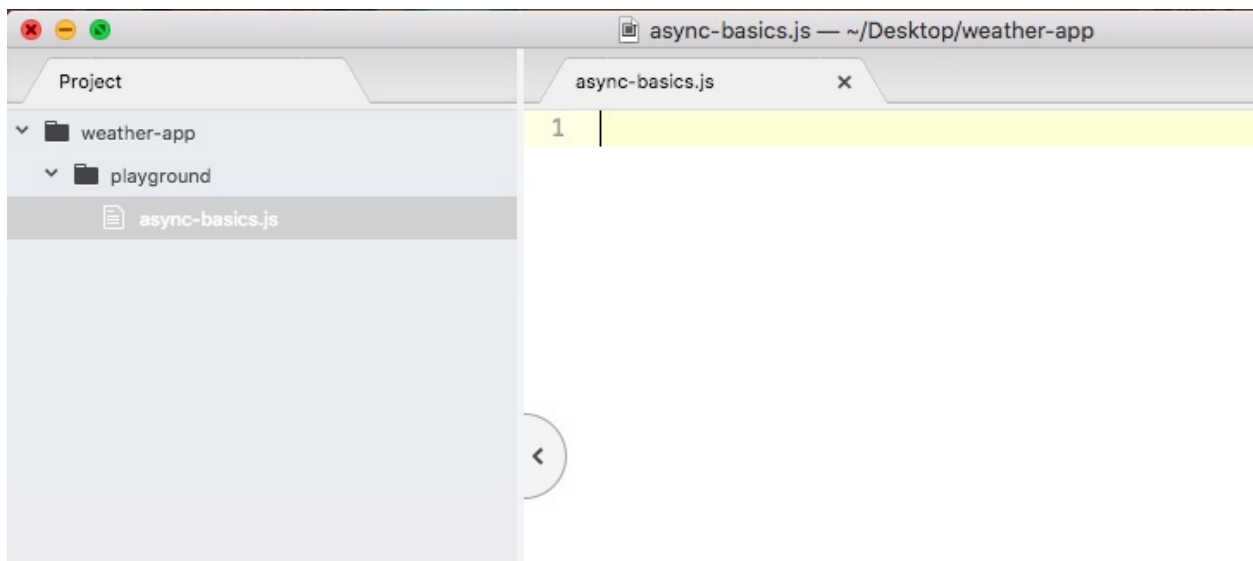 async-basics.js — ~/Desktop/weather-app
Project
async-basics.js
weather-app
1
playground
async-basics.js